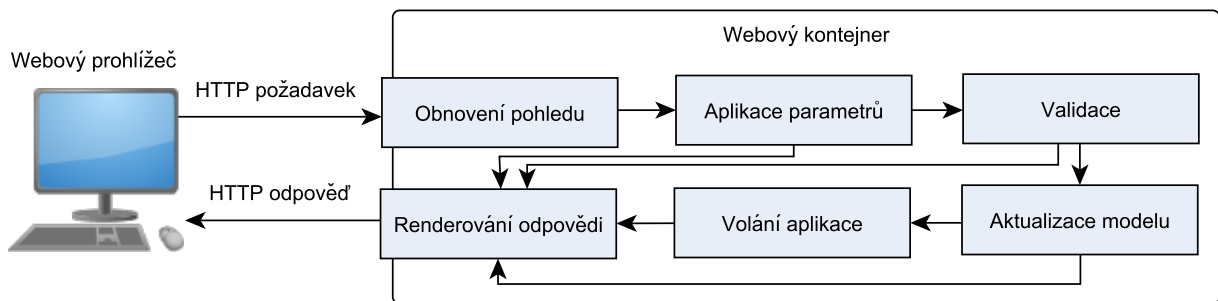 Webový kontejner
Webový prohlížeč
HTTP požadavek
Obnovení pohledu
Aplikace parametrů
Validace
HTTP odpověď
Renderování odpovědi
Volání aplikace
Aktualizace modelu